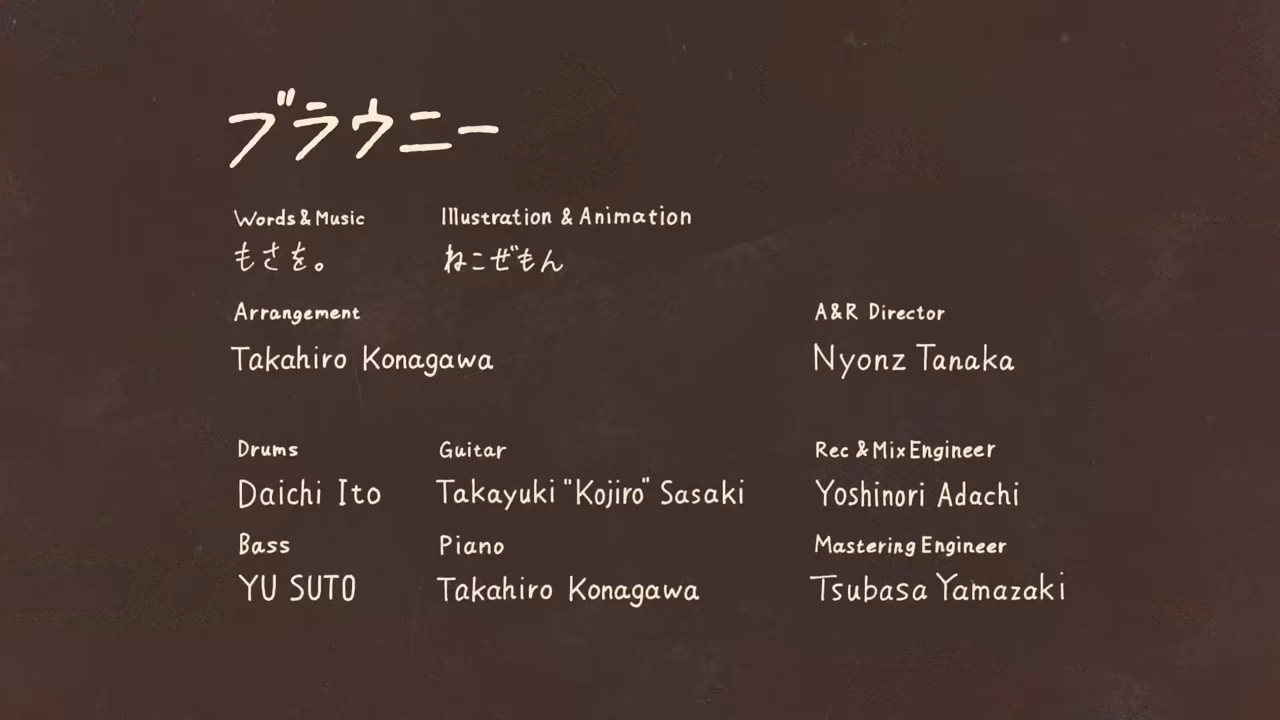 ブラウニー
Words & Music
もさを。
Illustration & Animation
ねこぜもん
Arrangement
Takahiro Konagawa
A&R Director
Nyonz Tanaka
Drums
Daichi Ito
Guitar
Takayuki "Kojiro" Sasaki
Rec & Mix Engineer
Yoshinori Adachi
Bass
YU SUTO
Piano
Takahiro Konagawa
Mastering Engineer
Tsubasa Yamazaki